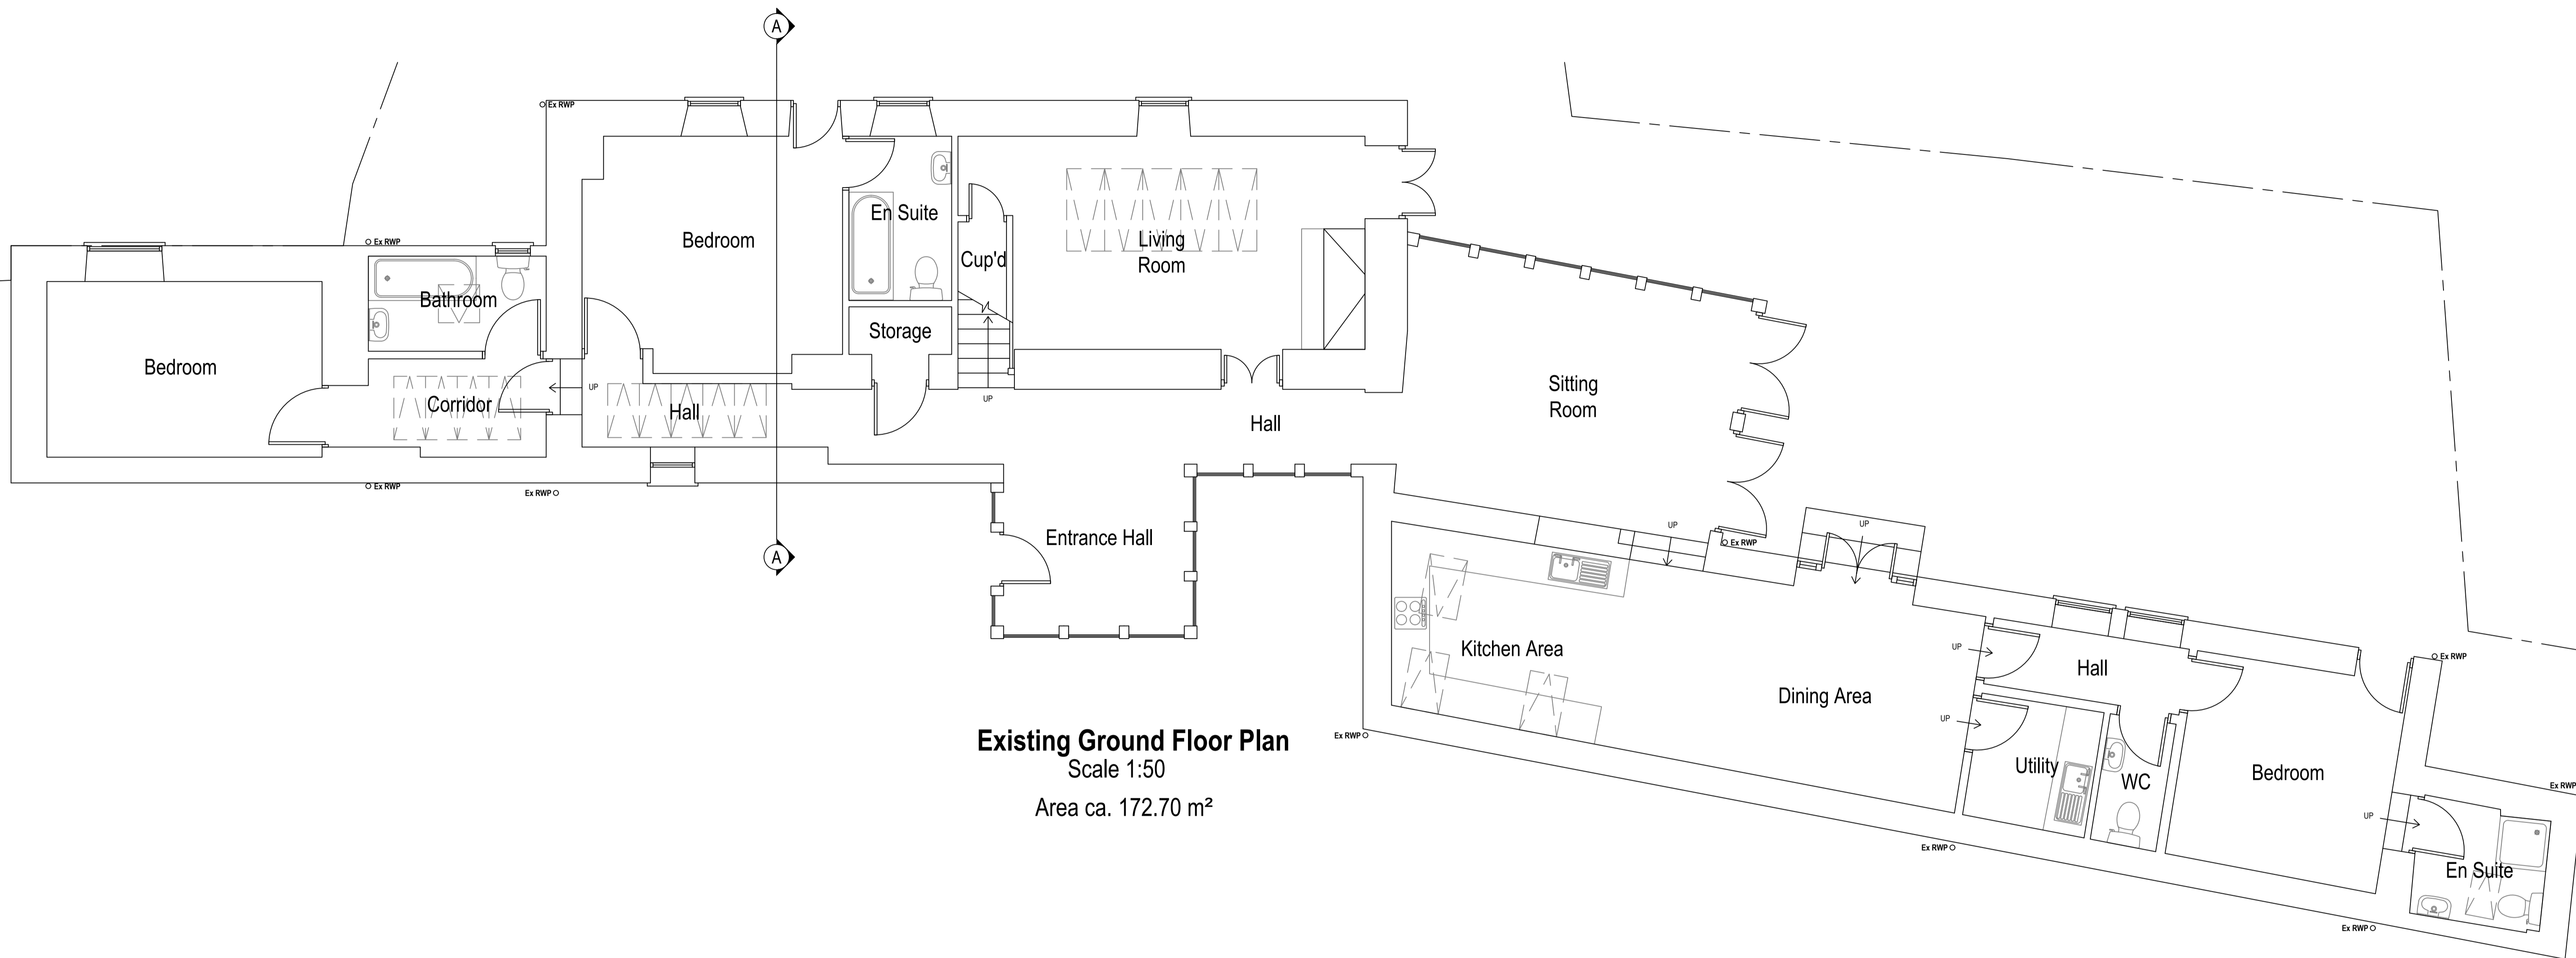 A
Ex RWP
Ex RWP
Bedroom
En Suite
Living
Room
Cup'd
Bathroom
Storage
Bedroom
UP
Corridor
Hall
UP
Hall
Sitting
Room
Ex RWP
Ex RWP
Entrance Hall
A
UP
UP
Ex RWP
Kitchen Area
Dining Area
UP
Hall
Ex RWP
UP
Existing Ground Floor Plan
Scale 1:50
Area ca. 172.70 m²
Ex RWP
Utility
WC
Bedroom
Ex RWP
UP
Ex RWP
En Suite
Ex RWP